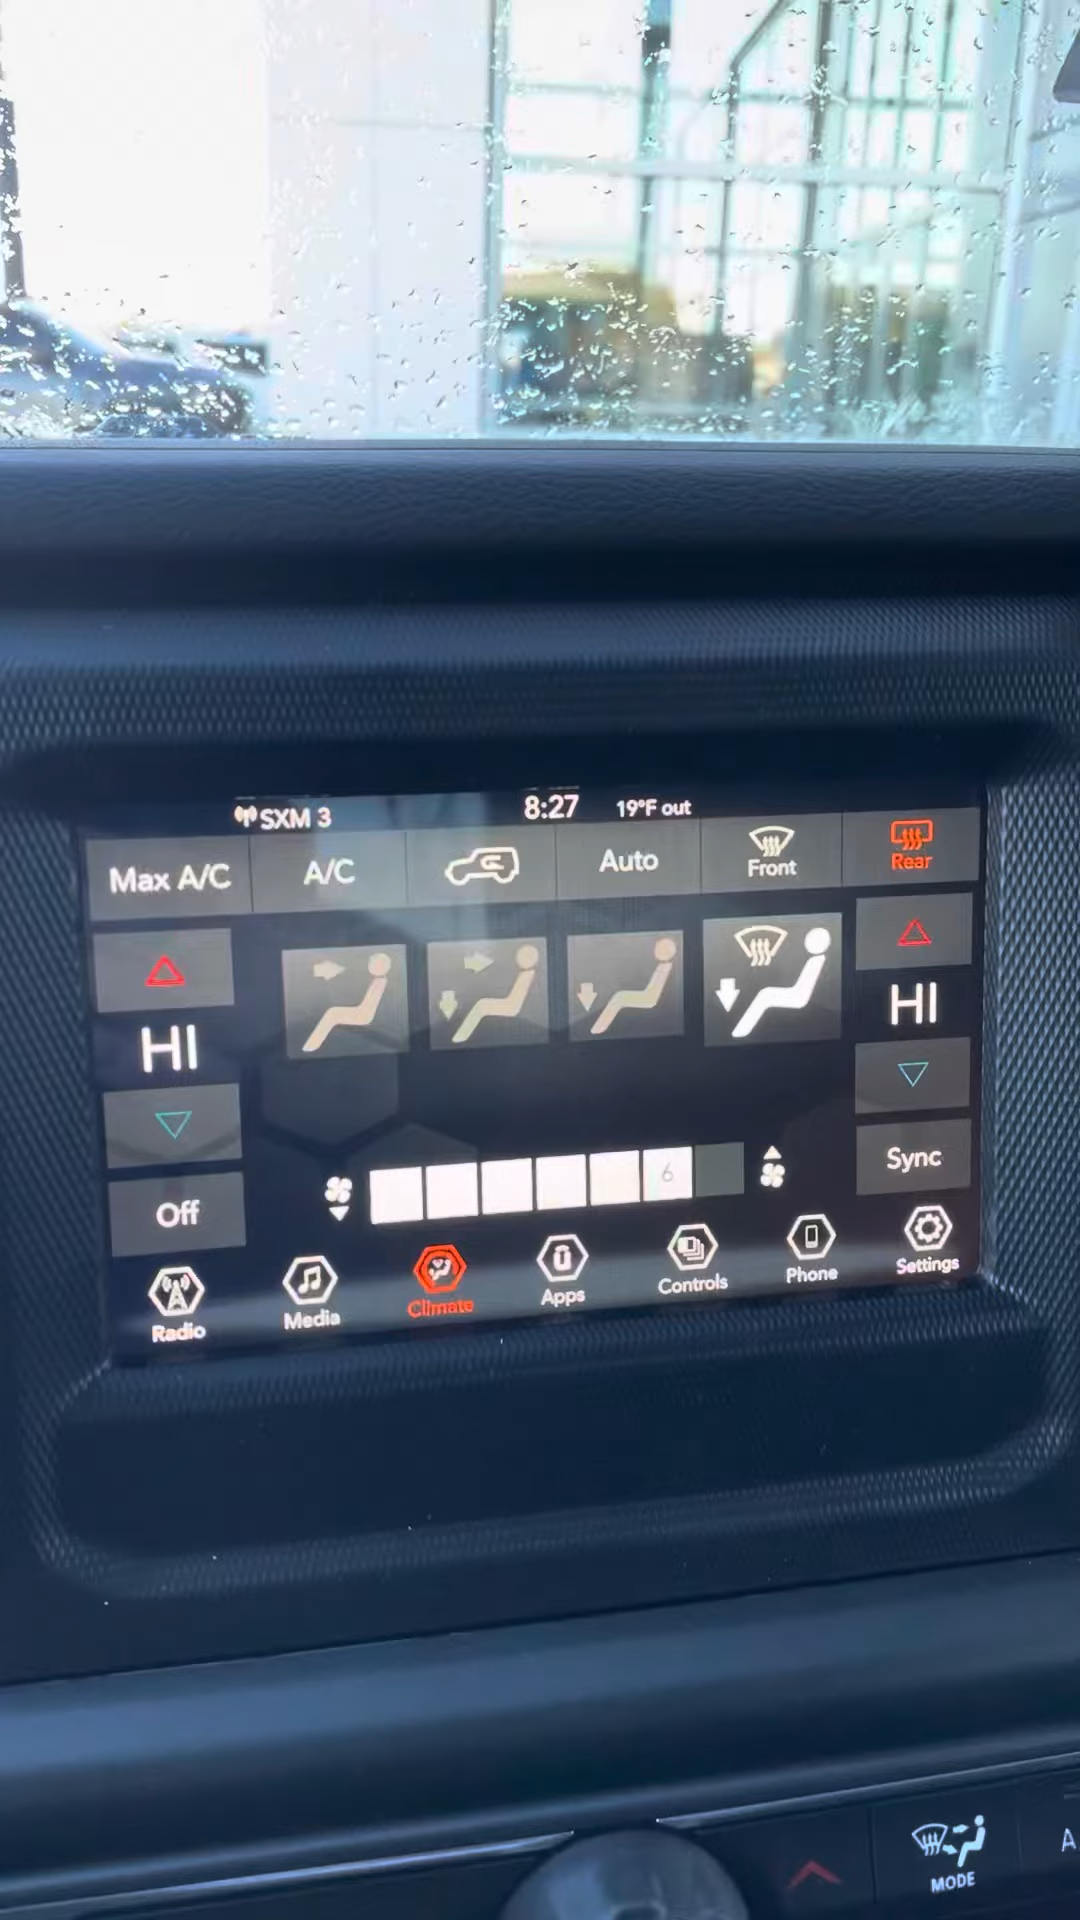 SXM 3 8:27 19°F out
Max A/C A/C Auto Front Rear
HI HI
6
Off Sync
Radio Media Climate Apps Controls Phone Settings
MODE A